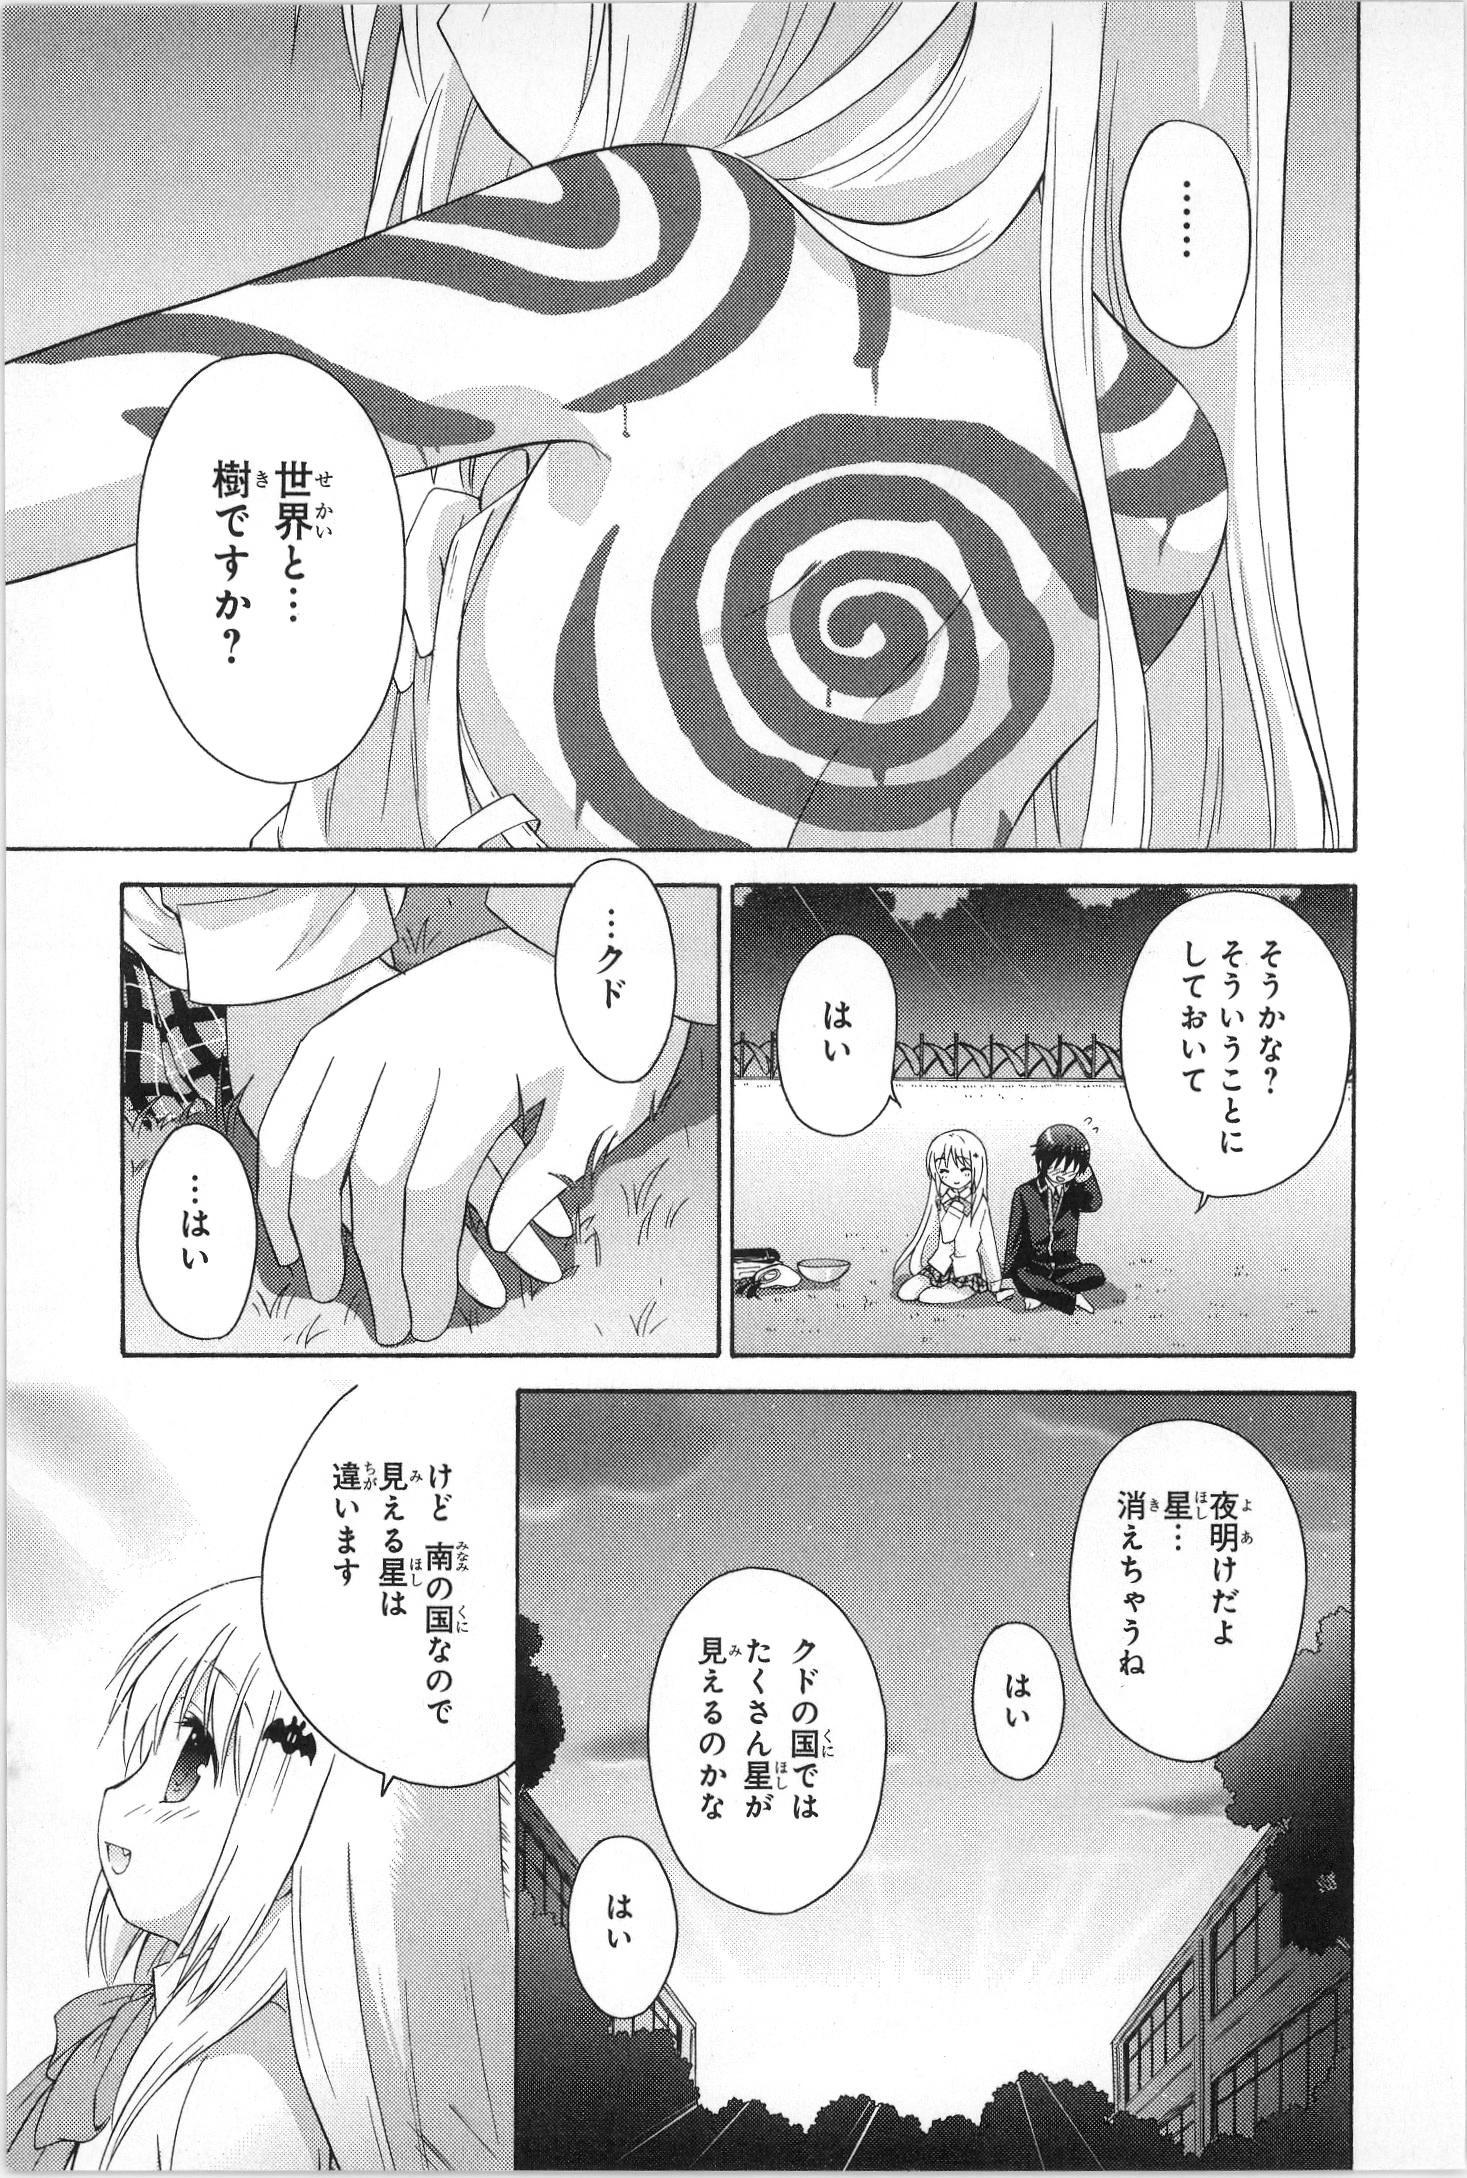 ……
世界と…
樹ですか?
そうかな?
そういうことに
しておいて
はい
…クド
…はい
夜明けだよ
星…
消えちゃうね
はい
クドの国では
たくさん星が
見えるのかな
はい
けど 南の国なので
見える星は
違います